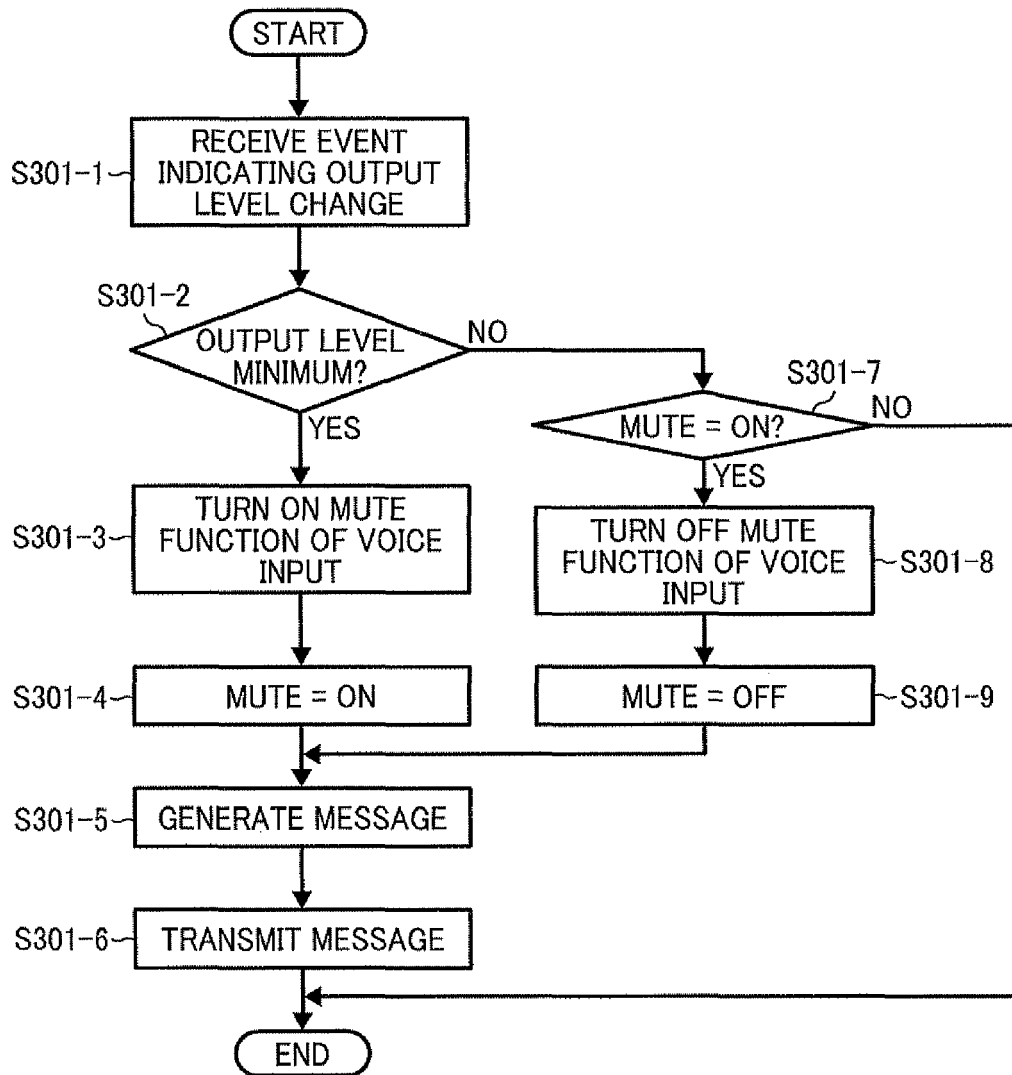 START
S301-1
RECEIVE EVENT
INDICATING OUTPUT
LEVEL CHANGE
S301-2
OUTPUT LEVEL
MINIMUM?
NO
YES
S301-7
MUTE = ON?
NO
YES
S301-3
TURN ON MUTE
FUNCTION OF VOICE
INPUT
TURN OFF MUTE
FUNCTION OF VOICE
INPUT
S301-8
S301-4
MUTE = ON
MUTE = OFF
S301-9
S301-5
GENERATE MESSAGE
S301-6
TRANSMIT MESSAGE
END